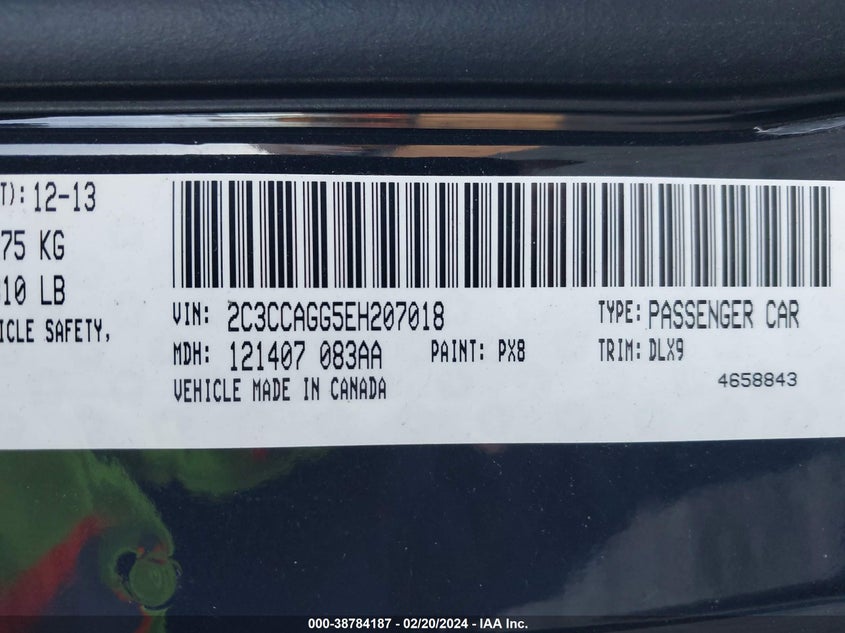 T): 12-13
75 KG
10 LB
ICLE SAFETY,
VIN: 2C3CCAGG5EH207018
TYPE: PASSENGER CAR
MDH: 121407 083AA
PAINT: PX8
TRIM: DLX9
VEHICLE MADE IN CANADA
4658843
000-38784187 - 02/20/2024 - IAA Inc.